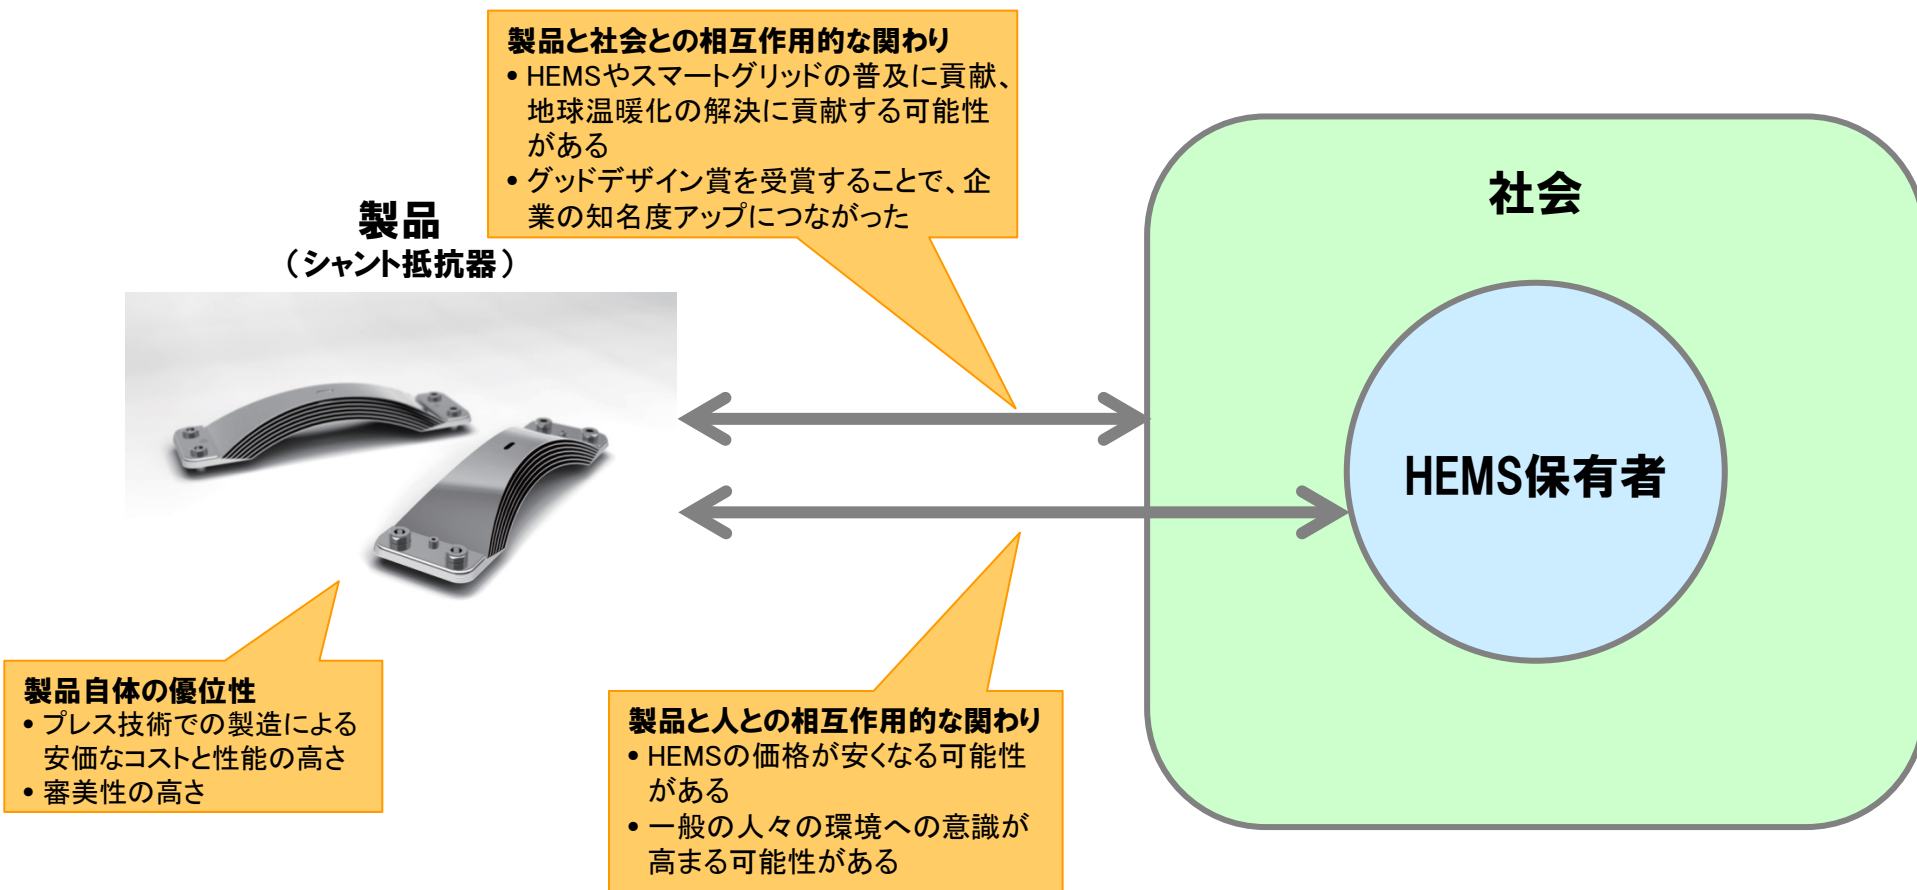 製品と社会との相互作用的な関わり
• HEMSやスマートグリッドの普及に貢献、
地球温暖化の解決に貢献する可能性
がある
• グッドデザイン賞を受賞することで、企
業の知名度アップにつながった
製品
（シャント抵抗器）
社会
HEMS保有者
製品自体の優位性
• プレス技術での製造による
安価なコストと性能の高さ
• 審美性の高さ
製品と人との相互作用的な関わり
• HEMSの価格が安くなる可能性
がある
• 一般の人々の環境への意識が
高まる可能性がある